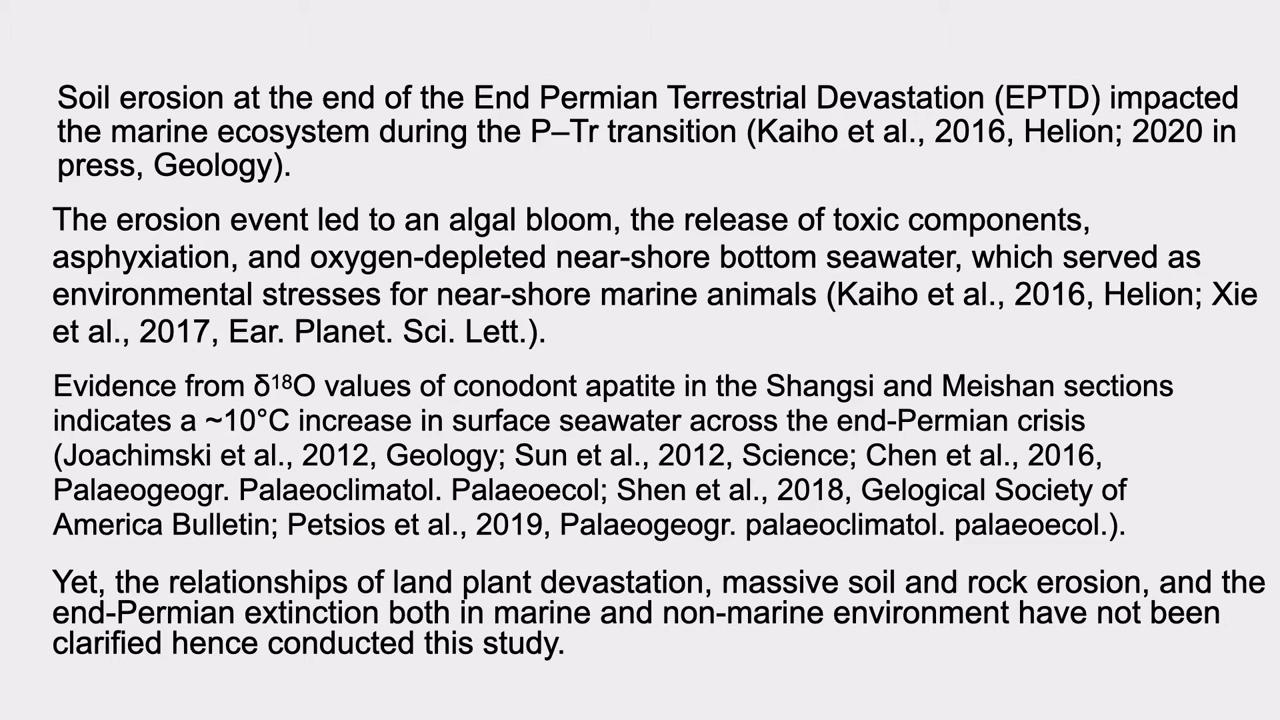 Soil erosion at the end of the End Permian Terrestrial Devastation (EPTD) impacted
the marine ecosystem during the P–Tr transition (Kaiho et al., 2016, Helion; 2020 in
press, Geology).
The erosion event led to an algal bloom, the release of toxic components,
asphyxiation, and oxygen-depleted near-shore bottom seawater, which served as
environmental stresses for near-shore marine animals (Kaiho et al., 2016, Helion; Xie
et al., 2017, Ear. Planet. Sci. Lett.).
Evidence from δ¹⁸O values of conodont apatite in the Shangsi and Meishan sections
indicates a ~10°C increase in surface seawater across the end-Permian crisis
(Joachimski et al., 2012, Geology; Sun et al., 2012, Science; Chen et al., 2016,
Palaeogeogr. Palaeoclimatol. Palaeoecol; Shen et al., 2018, Gelogical Society of
America Bulletin; Petsios et al., 2019, Palaeogeogr. palaeoclimatol. palaeoecol.).
Yet, the relationships of land plant devastation, massive soil and rock erosion, and the
end-Permian extinction both in marine and non-marine environment have not been
clarified hence conducted this study.